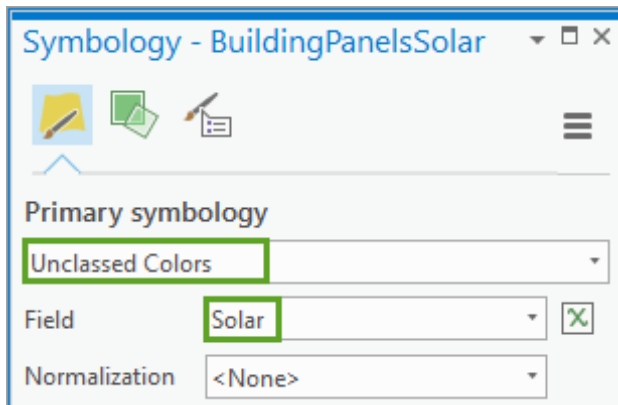 Symbology - BuildingPanelsSolar
Primary symbology
Unclassed Colors
Field Solar
Normalization <None>